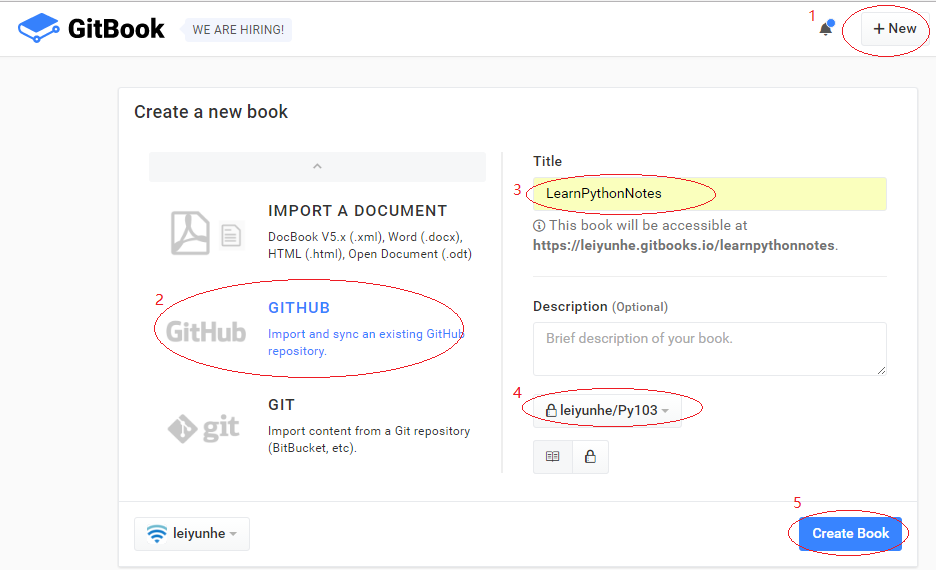 GitBook WE ARE HIRING! 1 + New
Create a new book
IMPORT A DOCUMENT
DocBook V5.x (.xml), Word (.docx),
HTML (.html), Open Document (.odt)
2
GitHub
GITHUB
Import and sync an existing GitHub
repository.
git
GIT
Import content from a Git repository
(BitBucket, etc).
Title
3 LearnPythonNotes
This book will be accessible at
https://leiyunhe.gitbooks.io/learnpythonnotes.
Description (Optional)
Brief description of your book.
4
leiyunhe/Py103
leiyunhe
5
Create Book